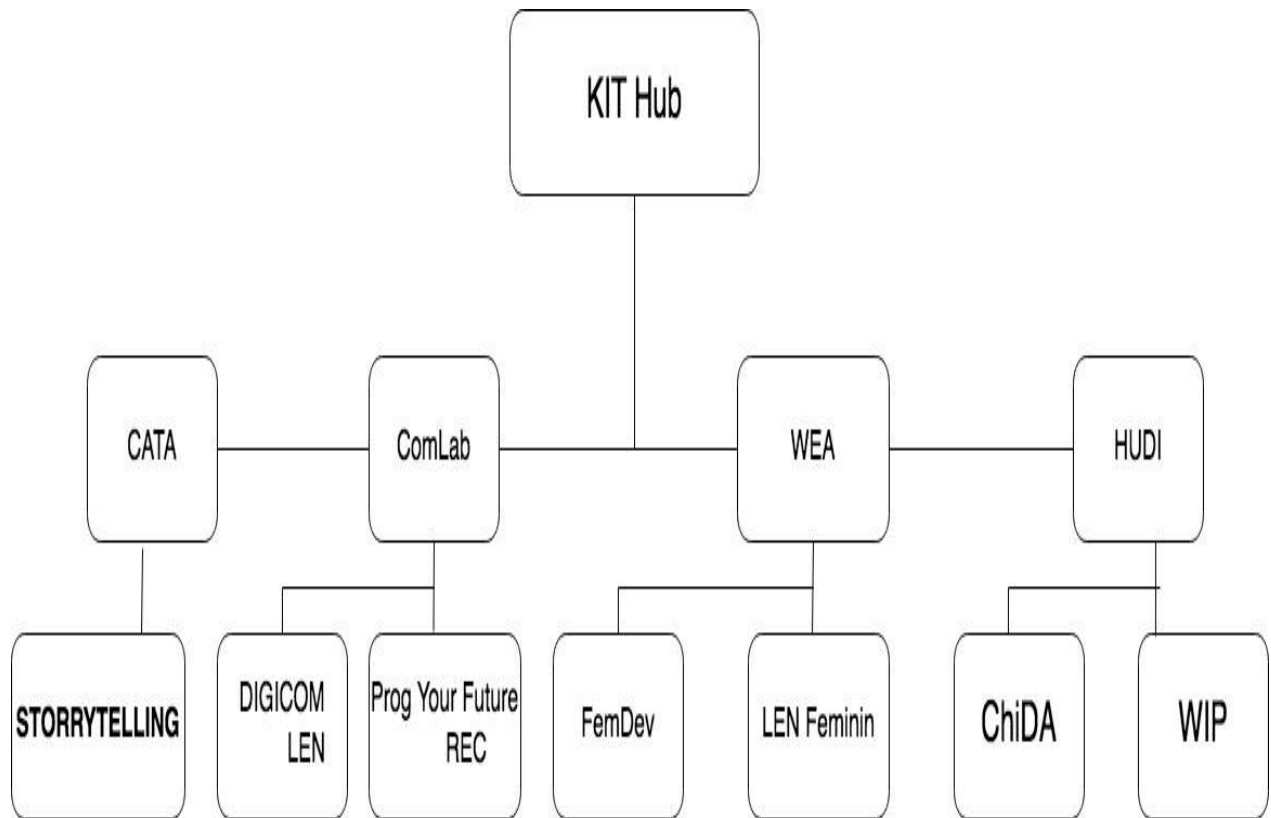 KIT Hub
CATA
ComLab
WEA
HUDI
STORRYTELLING
DIGICOM
LEN
Prog Your Future
REC
FemDev
LEN Feminin
ChiDA
WIP